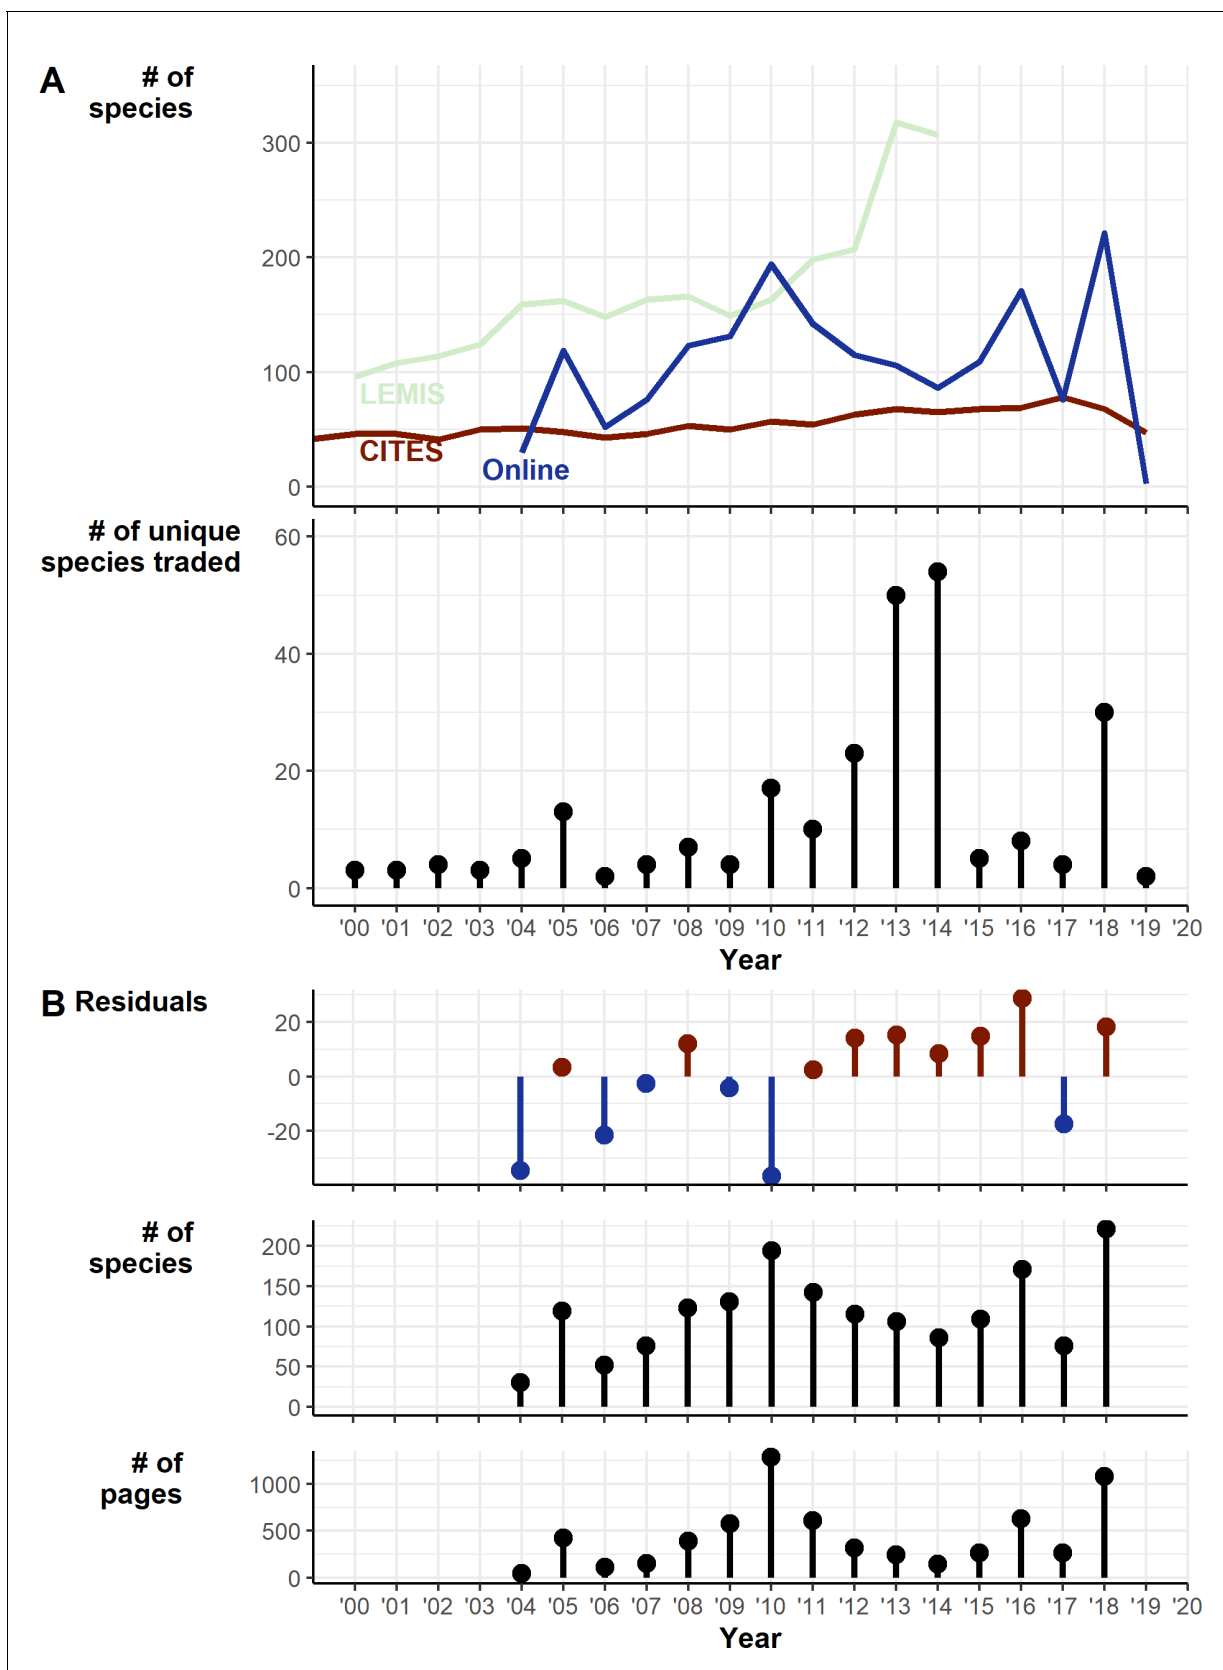 A # of
species
300
200
100
0
LEMIS
CITES
Online
# of unique
species traded
60
40
20
0
'00 '01 '02 '03 '04 '05 '06 '07 '08 '09 '10 '11 '12 '13 '14 '15 '16 '17 '18 '19 '20
Year
B Residuals
20
0
-20
# of
species
200
150
100
50
0
# of
pages
1000
500
0
'00 '01 '02 '03 '04 '05 '06 '07 '08 '09 '10 '11 '12 '13 '14 '15 '16 '17 '18 '19 '20
Year